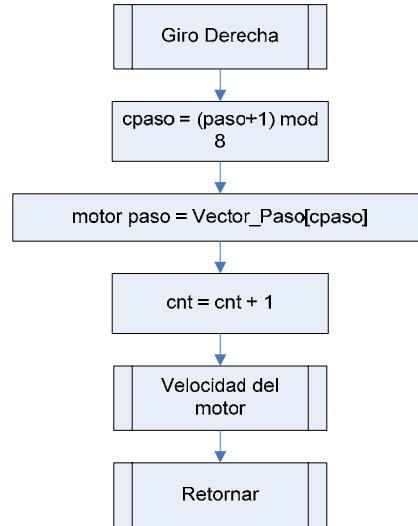 Giro Derecha
cpaso = (paso+1) mod
8
motor paso = Vector_Paso[cpaso]
cnt = cnt + 1
Velocidad del
motor
Retornar